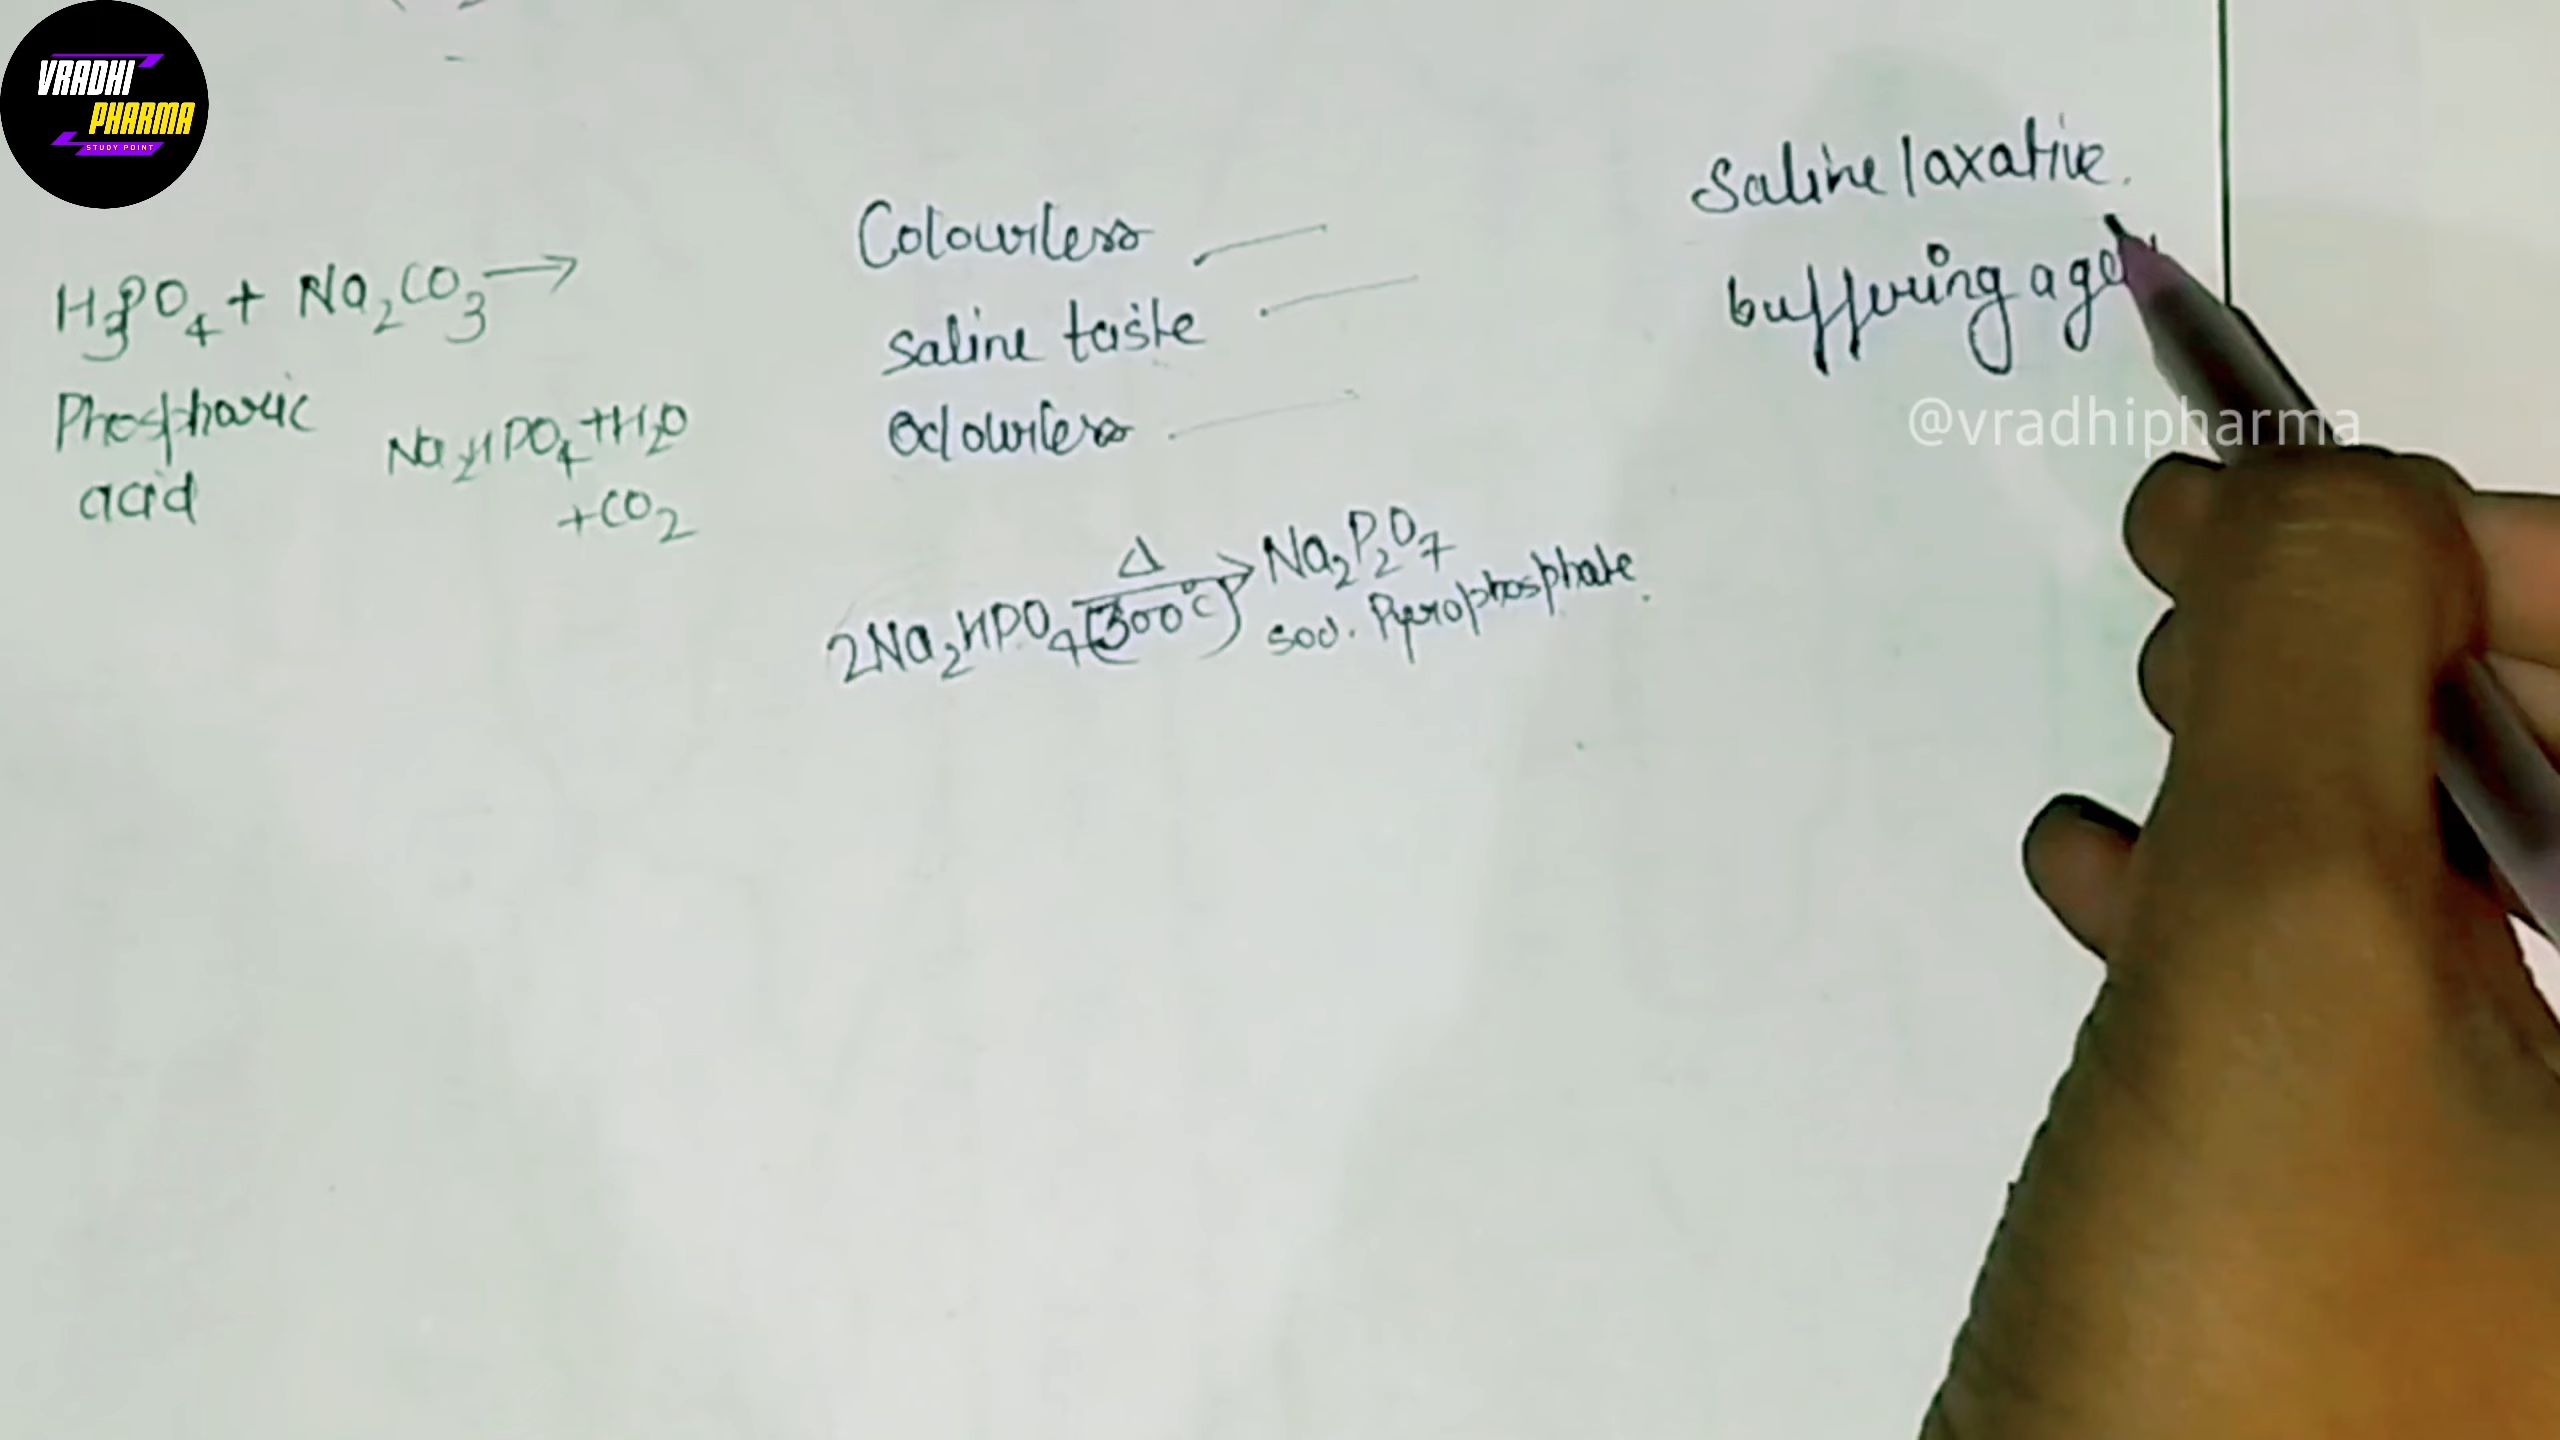 VRADHI
PHARMA
STUDY POINT
H₃PO₄ + Na₂CO₃ →
Phosphoric
acid
Na₂HPO₄ + H₂O
+ CO₂
Colourless
saline taste
Odourless
2Na₂HPO₄ Δ (300°C) → Na₂P₂O₇
sod. Pyrophosphate.
Saline laxative.
buffering age
@vradhipharma